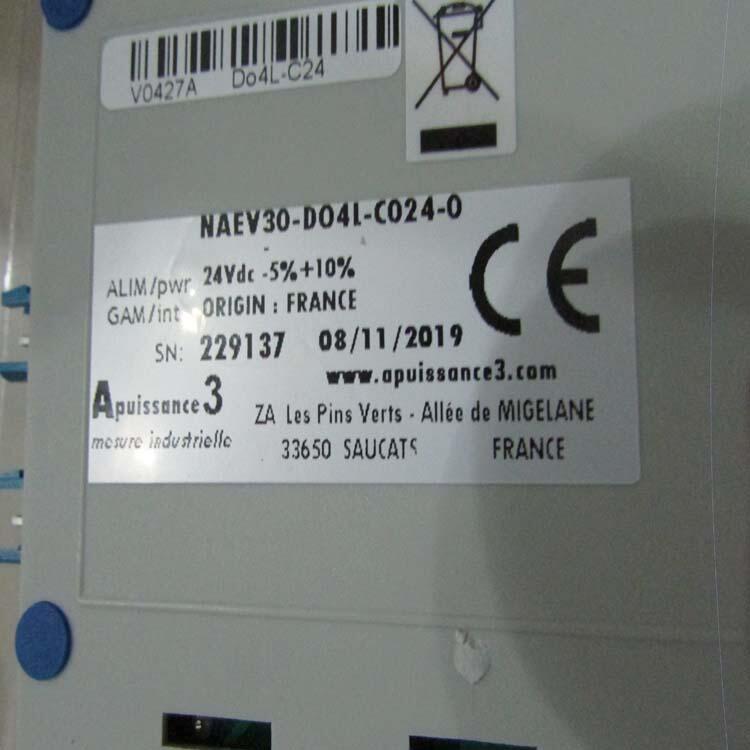 V0427A Do4L-C24
NAEV30-DO4L-CO24-0
ALIM/pwr 24Vdc -5%+10%
GAM/int ORIGIN : FRANCE
SN: 229137 08/11/2019
www.apuissance3.com
Apuissance3
mesure industrielle
ZA Les Pins Verts - Allée de MIGELANE
33650 SAUCATS FRANCE
CE